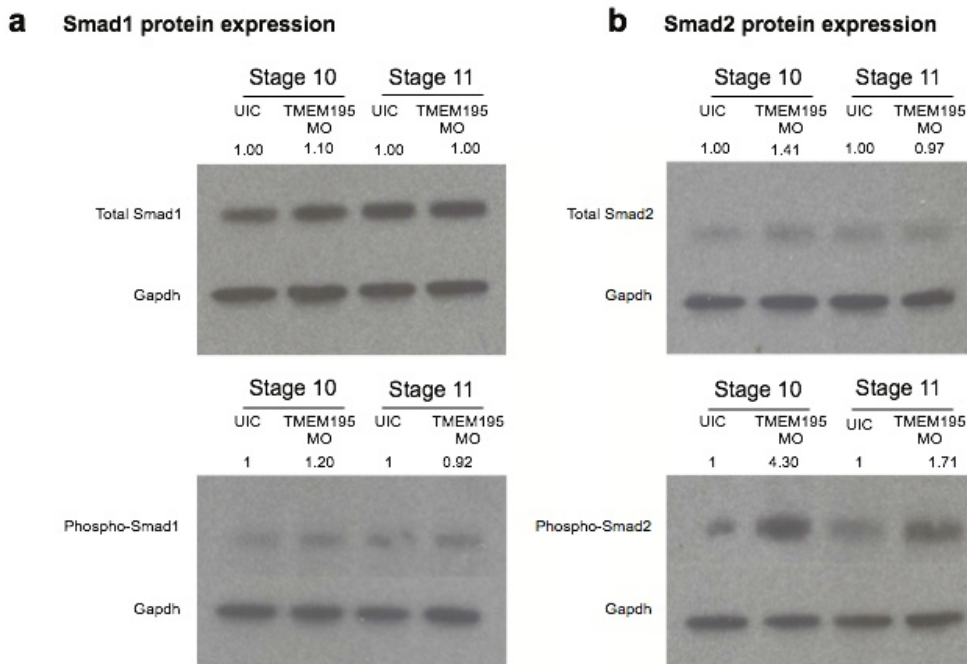 a Smad1 protein expression
Stage 10 Stage 11
UIC TMEM195 MO UIC TMEM195 MO
1.00 1.10 1.00 1.00
Total Smad1
Gapdh
Stage 10 Stage 11
UIC TMEM195 MO UIC TMEM195 MO
1 1.20 1 0.92
Phospho-Smad1
Gapdh
b Smad2 protein expression
Stage 10 Stage 11
UIC TMEM195 MO UIC TMEM195 MO
1.00 1.41 1.00 0.97
Total Smad2
Gapdh
Stage 10 Stage 11
UIC TMEM195 MO UIC TMEM195 MO
1 4.30 1 1.71
Phospho-Smad2
Gapdh